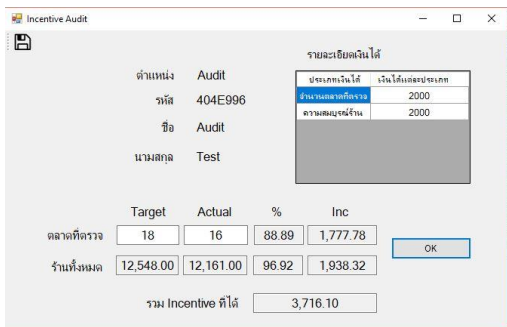 Incentive Audit
รายละเอียดเงินได้
ประเภทเงินได้ เงินได้แต่ละประเภท
จำนวนตลาดที่ตรวจ 2000
ความสมบูรณ์ร้าน 2000
ตำแหน่ง Audit
รหัส 404E996
ชื่อ Audit
นามสกุล Test
Target Actual % Inc
ตลาดที่ตรวจ 18 16 88.89 1,777.78
OK
ร้านทั้งหมด 12,548.00 12,161.00 96.92 1,938.32
รวม Incentive ที่ได้ 3,716.10